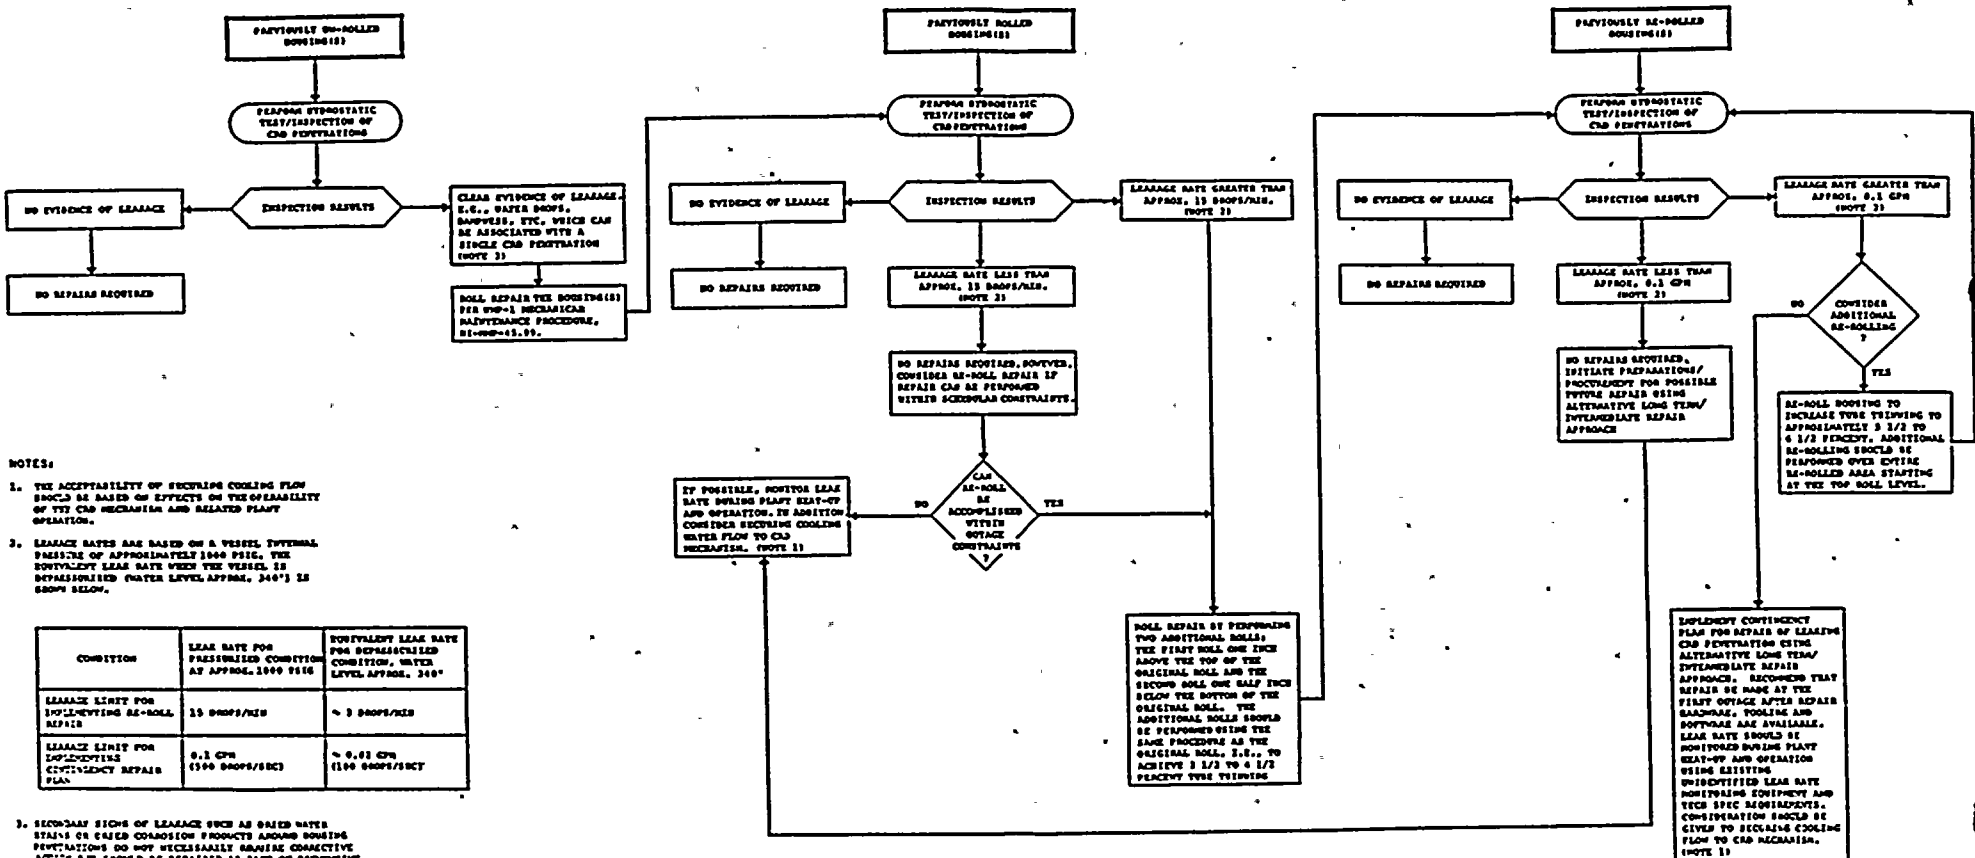 PREVIOUSLY UN-ROLLED
HOUSING(S)
PERFORM HYDROSTATIC
TEST/INSPECTION OF
CRD PENETRATIONS
INSPECTION RESULTS
NO EVIDENCE OF LEAKAGE
NO REPAIRS REQUIRED
CLEAR EVIDENCE OF LEAKAGE,
E.G., WATER DROPS,
DAMPNESS, ETC. WHICH CAN
BE ASSOCIATED WITH A
SINGLE CRD PENETRATION
(NOTE 3)
ROLL REPAIR THE HOUSING(S)
PER NMP-1 MECHANICAL
MAINTENANCE PROCEDURE,
PREVIOUSLY ROLLED
HOUSING(S)
PERFORM HYDROSTATIC
TEST/INSPECTION OF
CRD PENETRATIONS
INSPECTION RESULTS
NO EVIDENCE OF LEAKAGE
NO REPAIRS REQUIRED
LEAKAGE RATE GREATER THAN
APPROX. 15 DROPS/MIN.
(NOTE 2)
LEAKAGE RATE LESS THAN
APPROX. 15 DROPS/MIN.
(NOTE 2)
NO REPAIRS REQUIRED, HOWEVER,
CONSIDER RE-ROLL REPAIR IF
REPAIR CAN BE PERFORMED
WITHIN SCHEDULAR CONSTRAINTS.
CAN
RE-ROLL
BE
ACCOMPLISHED
WITHIN
OUTAGE
CONSTRAINTS
?
NO
YES
IF POSSIBLE, MONITOR LEAK
RATE DURING PLANT HEAT-UP
AND OPERATION. IN ADDITION
CONSIDER SECURING COOLING
WATER FLOW TO CRD
MECHANISM. (NOTE 1)
ROLL REPAIR BY PERFORMING
TWO ADDITIONAL ROLLS:
THE FIRST ROLL ONE INCH
ABOVE THE TOP OF THE
ORIGINAL ROLL AND THE
SECOND ROLL ONE HALF INCH
BELOW THE BOTTOM OF THE
ORIGINAL ROLL. THE
ADDITIONAL ROLLS SHOULD
BE PERFORMED USING THE
SAME PROCEDURE AS THE
ORIGINAL ROLL, I.E., TO
ACHIEVE 3 1/2 TO 4 1/2
PERCENT TUBE THINNING
PREVIOUSLY RE-ROLLED
HOUSING(S)
PERFORM HYDROSTATIC
TEST/INSPECTION OF
CRD PENETRATIONS
INSPECTION RESULTS
NO EVIDENCE OF LEAKAGE
NO REPAIRS REQUIRED
LEAKAGE RATE GREATER THAN
APPROX. 0.1 GPM
(NOTE 2)
LEAKAGE RATE LESS THAN
APPROX. 0.1 GPM
(NOTE 2)
NO REPAIRS REQUIRED.
INITIATE PREPARATIONS/
PROCUREMENT FOR POSSIBLE
FUTURE REPAIR USING
ALTERNATIVE LONG TERM/
INTERMEDIATE REPAIR
APPROACH
CONSIDER
ADDITIONAL
RE-ROLLING
?
NO
YES
RE-ROLL HOUSING TO
INCREASE TUBE THINNING TO
APPROXIMATELY 5 1/2 TO
6 1/2 PERCENT. ADDITIONAL
RE-ROLLING SHOULD BE
PERFORMED OVER ENTIRE
RE-ROLLED AREA STARTING
AT THE TOP ROLL LEVEL.
IMPLEMENT CONTINGENCY
PLAN FOR REPAIR OF LEAKING
CRD PENETRATION USING
ALTERNATIVE LONG TERM/
INTERMEDIATE REPAIR
APPROACH. RECOMMEND THAT
REPAIR BE MADE AT THE
FIRST OUTAGE AFTER REPAIR
HARDWARE, TOOLING AND
SOFTWARE ARE AVAILABLE.
LEAK RATE SHOULD BE
MONITORED DURING PLANT
HEAT-UP AND OPERATION
USING EXISTING
UNIDENTIFIED LEAK RATE
MONITORING EQUIPMENT AND
TECH SPEC REQUIREMENTS.
CONSIDERATION SHOULD BE
GIVEN TO SECURING COOLING
FLOW TO CRD MECHANISM.
(NOTE 1)
NOTES:
1. THE ACCEPTABILITY OF SECURING COOLING FLOW
SHOULD BE BASED ON EFFECTS ON THE OPERABILITY
OF THE CRD MECHANISM AND RELATED PLANT
OPERATION.
2. LEAKAGE RATES ARE BASED ON A VESSEL INTERNAL
PRESSURE OF APPROXIMATELY 1000 PSIG. THE
EQUIVALENT LEAK RATE WHEN THE VESSEL IS
DEPRESSURIZED (WATER LEVEL APPROX. 340") IS
SHOWN BELOW.
CONDITION
LEAK RATE FOR
PRESSURIZED CONDITION
AT APPROX. 1000 PSIG
EQUIVALENT LEAK RATE
FOR DEPRESSURIZED
CONDITION, WATER
LEVEL APPROX. 340"
LEAKAGE LIMIT FOR
IMPLEMENTING RE-ROLL
REPAIR
15 DROPS/MIN
~ 3 DROPS/MIN
LEAKAGE LIMIT FOR
IMPLEMENTING
CONTINGENCY REPAIR
PLAN
0.1 GPM
(500 DROPS/SEC)
~ 0.02 GPM
(100 DROPS/SEC)
3. SECONDARY SIGNS OF LEAKAGE SUCH AS DRIED WATER
STAINS OR DRIED CORROSION PRODUCTS AROUND HOUSING
PENETRATIONS DO NOT NECESSARILY REQUIRE CORRECTIVE